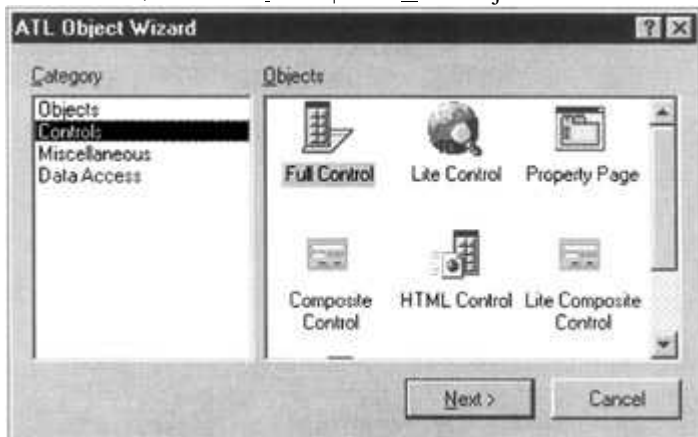 ATL Object Wizard
Category
Objects
Controls
Miscellaneous
Data Access
Objects
Full Control
Lite Control
Property Page
Composite
Control
HTML Control
Lite Composite
Control
Next >
Cancel